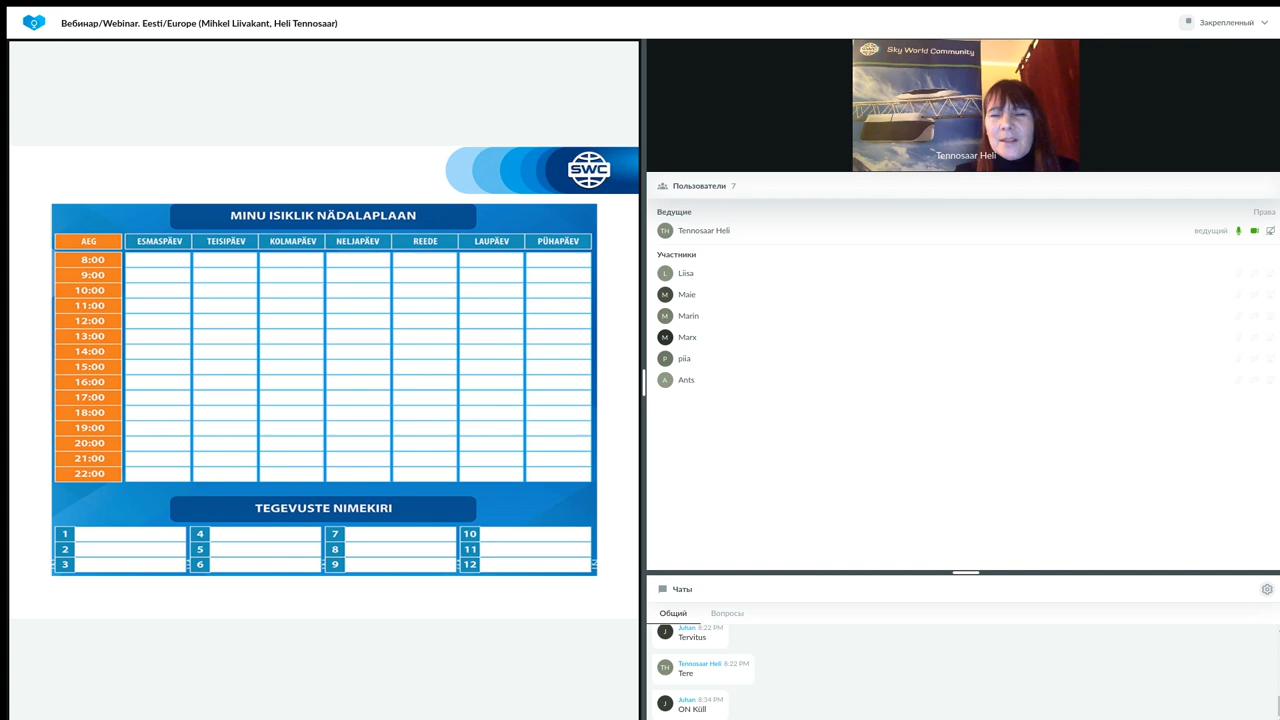 Вебинар/Webinar. Eesti/Europe (Mihkel Liivakant, Heli Tennosaar)
Закрепленный
SWC
MINU ISIKLIK NÄDALAPLAAN
AEG ESMASPÄEV TEISIPÄEV KOLMAPÄEV NELJAPÄEV REEDE LAUPÄEV PÜHAPÄEV
8:00
9:00
10:00
11:00
12:00
13:00
14:00
15:00
16:00
17:00
18:00
19:00
20:00
21:00
22:00
TEGEVUSTE NIMEKIRI
1 4 7 10
2 5 8 11
3 6 9 12
Sky World Community
Tennosaar Heli
Пользователи 7
Ведущие Права
TH Tennosaar Heli ведущий
Участники
L Liisa
M Maie
M Marin
M Marx
P piia
A Ants
Чаты
Общий Вопросы
Juhan 8:22 PM
J Tervitus
TH Tennosaar Heli 8:22 PM
Tere
J Juhan 8:34 PM
ON Küll